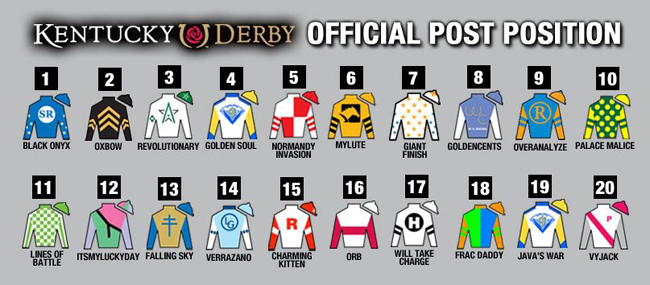 KENTUCKY DERBY OFFICIAL POST POSITION
1 2 3 4 5 6 7 8 9 10
SR R
BLACK ONYX OXBOW REVOLUTIONARY GOLDEN SOUL NORMANDY INVASION MYLUTE GIANT FINISH GOLDENCENTS OVERANALYZE PALACE MALICE
11 12 13 14 15 16 17 18 19 20
LG R H P
LINES OF BATTLE ITSMYLUCKYDAY FALLING SKY VERRAZANO CHARMING KITTEN ORB WILL TAKE CHARGE FRAC DADDY JAVA'S WAR VYJACK